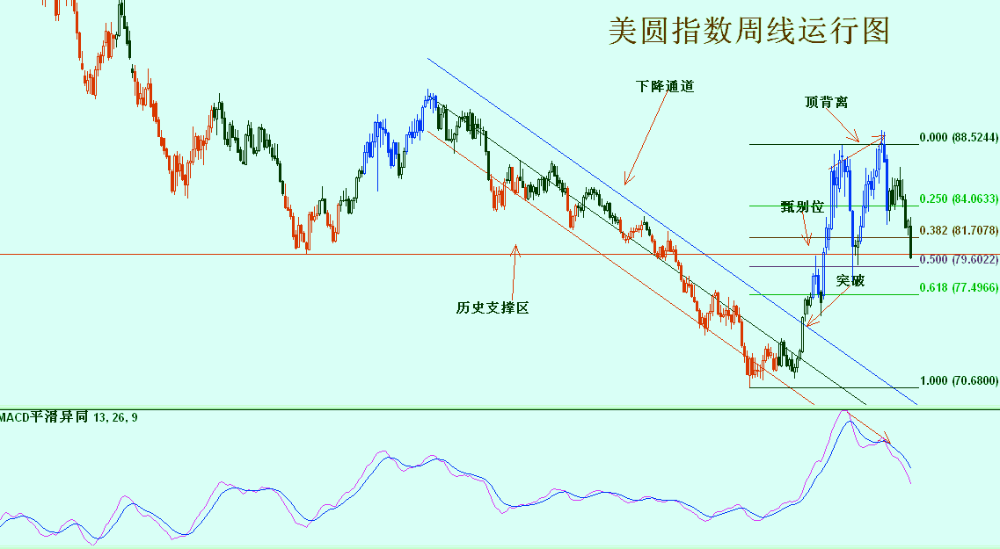 美圆指数周线运行图
下降通道
顶背离
0.000 (88.5244)
0.250 (84.0633)
甄别位
0.382 (81.7078)
0.500 (79.6022)
突破
0.618 (77.4966)
历史支撑区
1.000 (70.6800)
MACD平滑异同 13, 26, 9